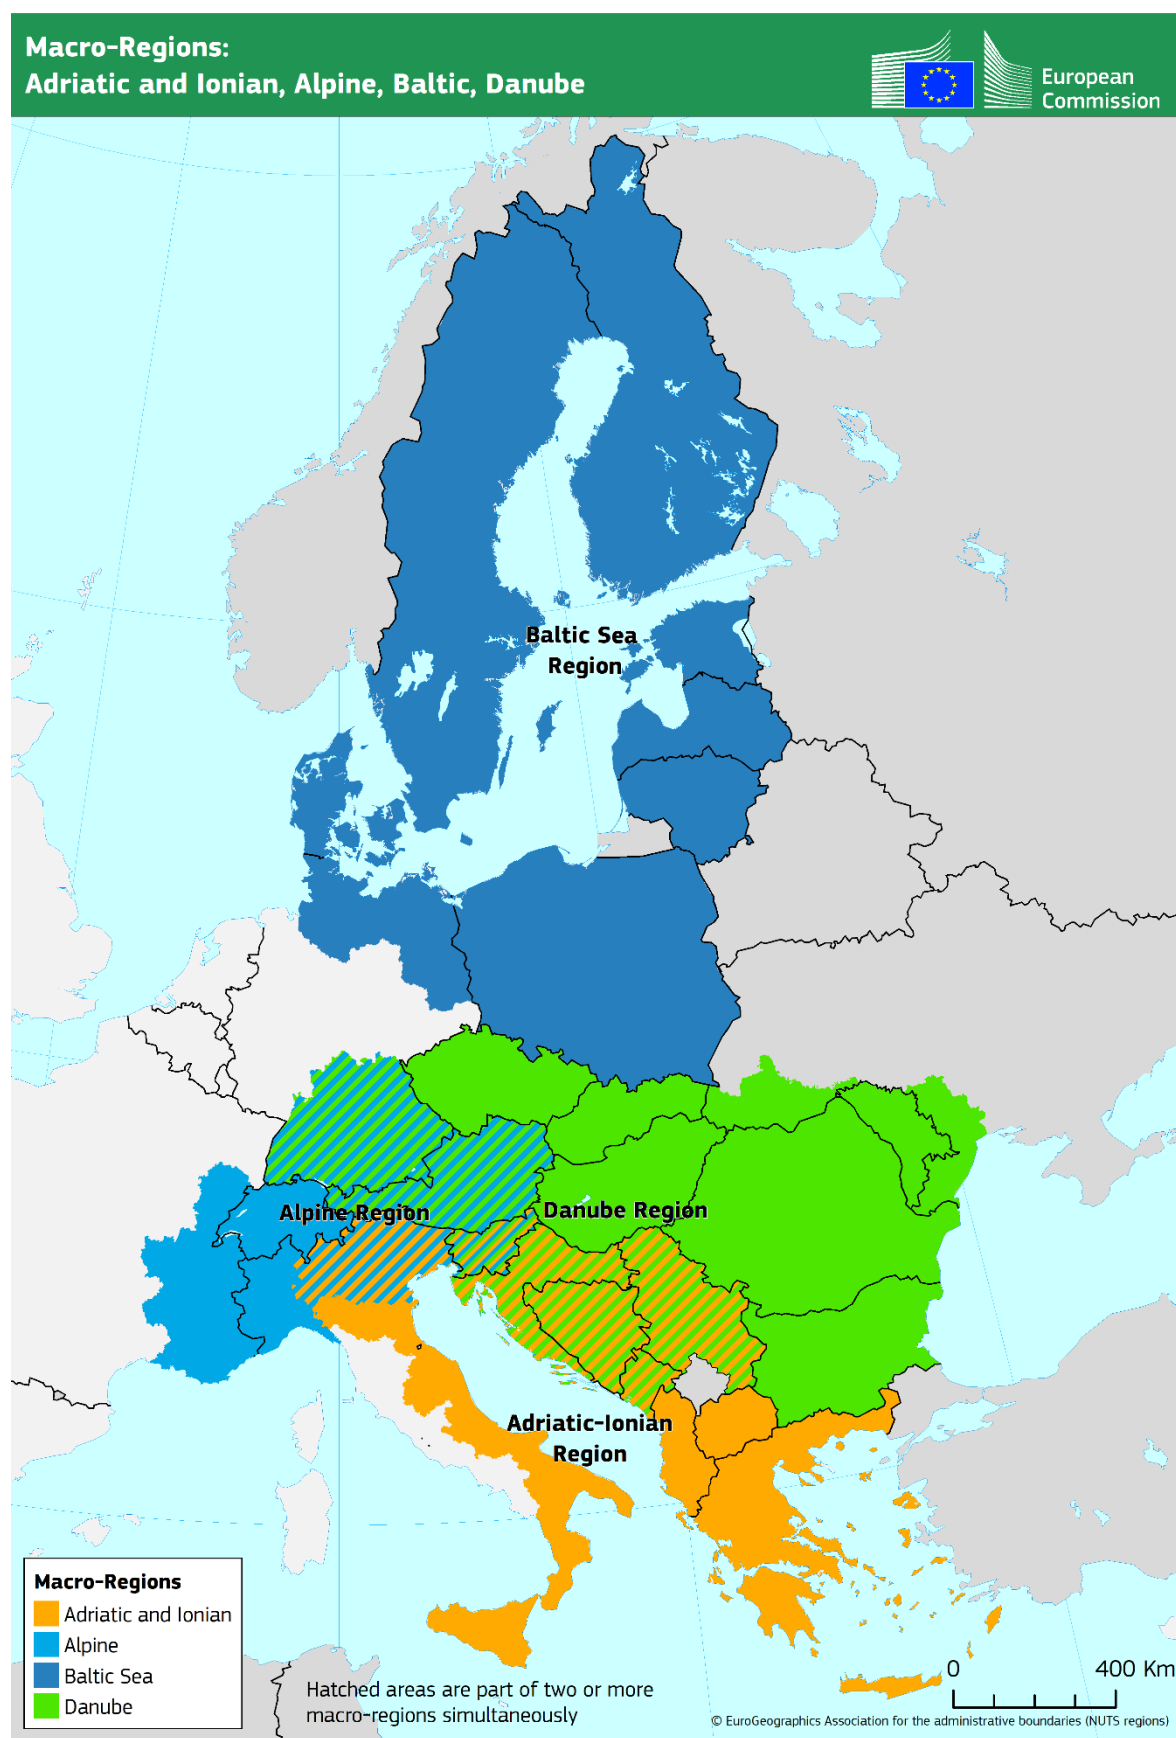 Macro-Regions:
Adriatic and Ionian, Alpine, Baltic, Danube
European
Commission
Baltic Sea
Region
Alpine Region
Danube Region
Adriatic-Ionian
Region
Macro-Regions
Adriatic and Ionian
Alpine
Baltic Sea
Danube
Hatched areas are part of two or more
macro-regions simultaneously
0 400 Km
© EuroGeographics Association for the administrative boundaries (NUTS regions)